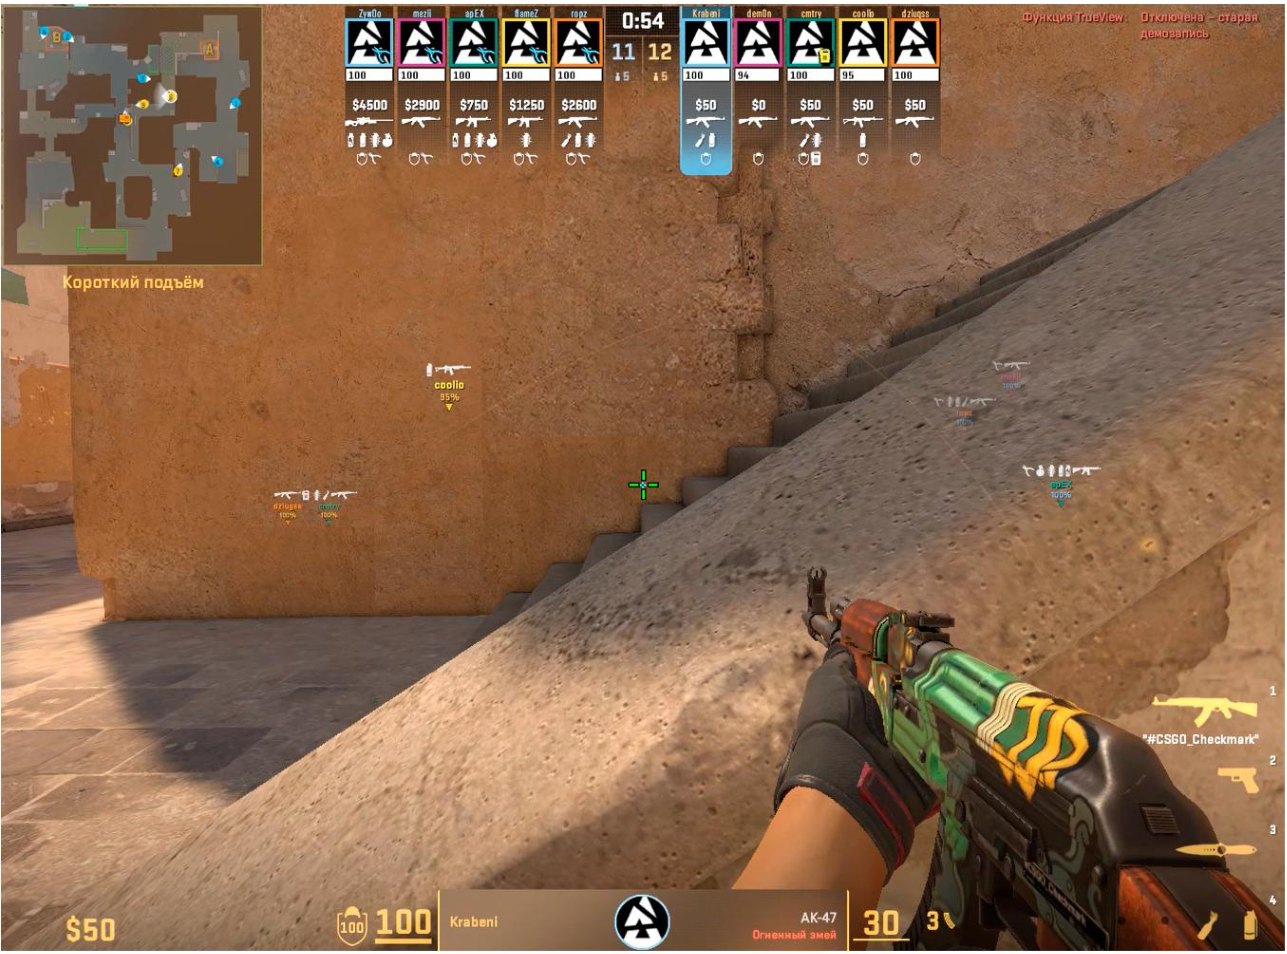 ZywOo mezii apEX flameZ ropz 0:54 Krabeni dem0n cmtry coolio dziugss
Функция TrueView: Отключена – старая
демозапись
B A
11 12
100 100 100 100 100 5 5 100 94 100 95 100
$4500 $2900 $750 $1250 $2600 $50 $0 $50 $50 $50
Короткий подъём
coolio
95%
apEX
100%
dziugss cmtry
100% 100%
1
"#CSGO_Checkmark"
2
3
4
$50
100 100
Krabeni
AK-47
Огненный змей
30 3